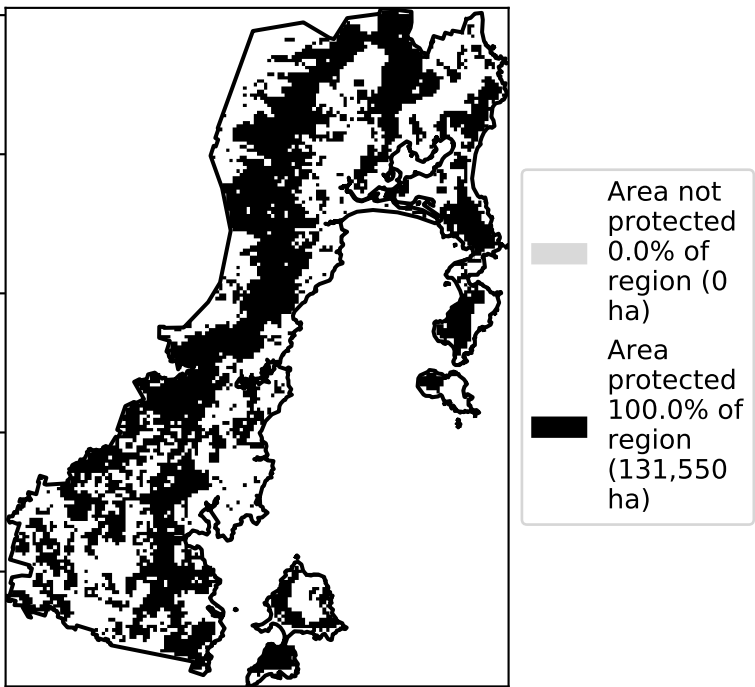 Area not
protected
0.0% of
region (0
ha)
Area
protected
100.0% of
region
(131,550
ha)